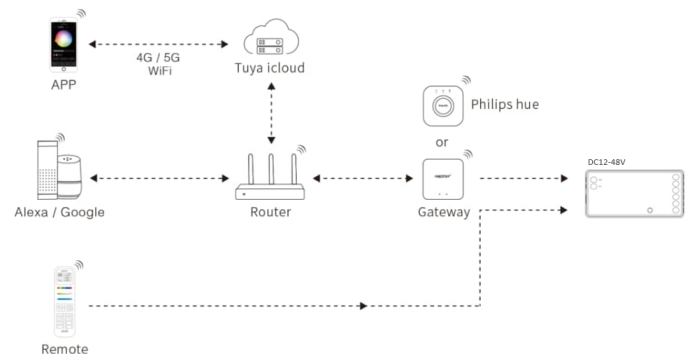 4G / 5G
WiFi
APP
Tuya icloud
Philips hue
or
DC12-48V
Alexa / Google
Router
Gateway
Remote